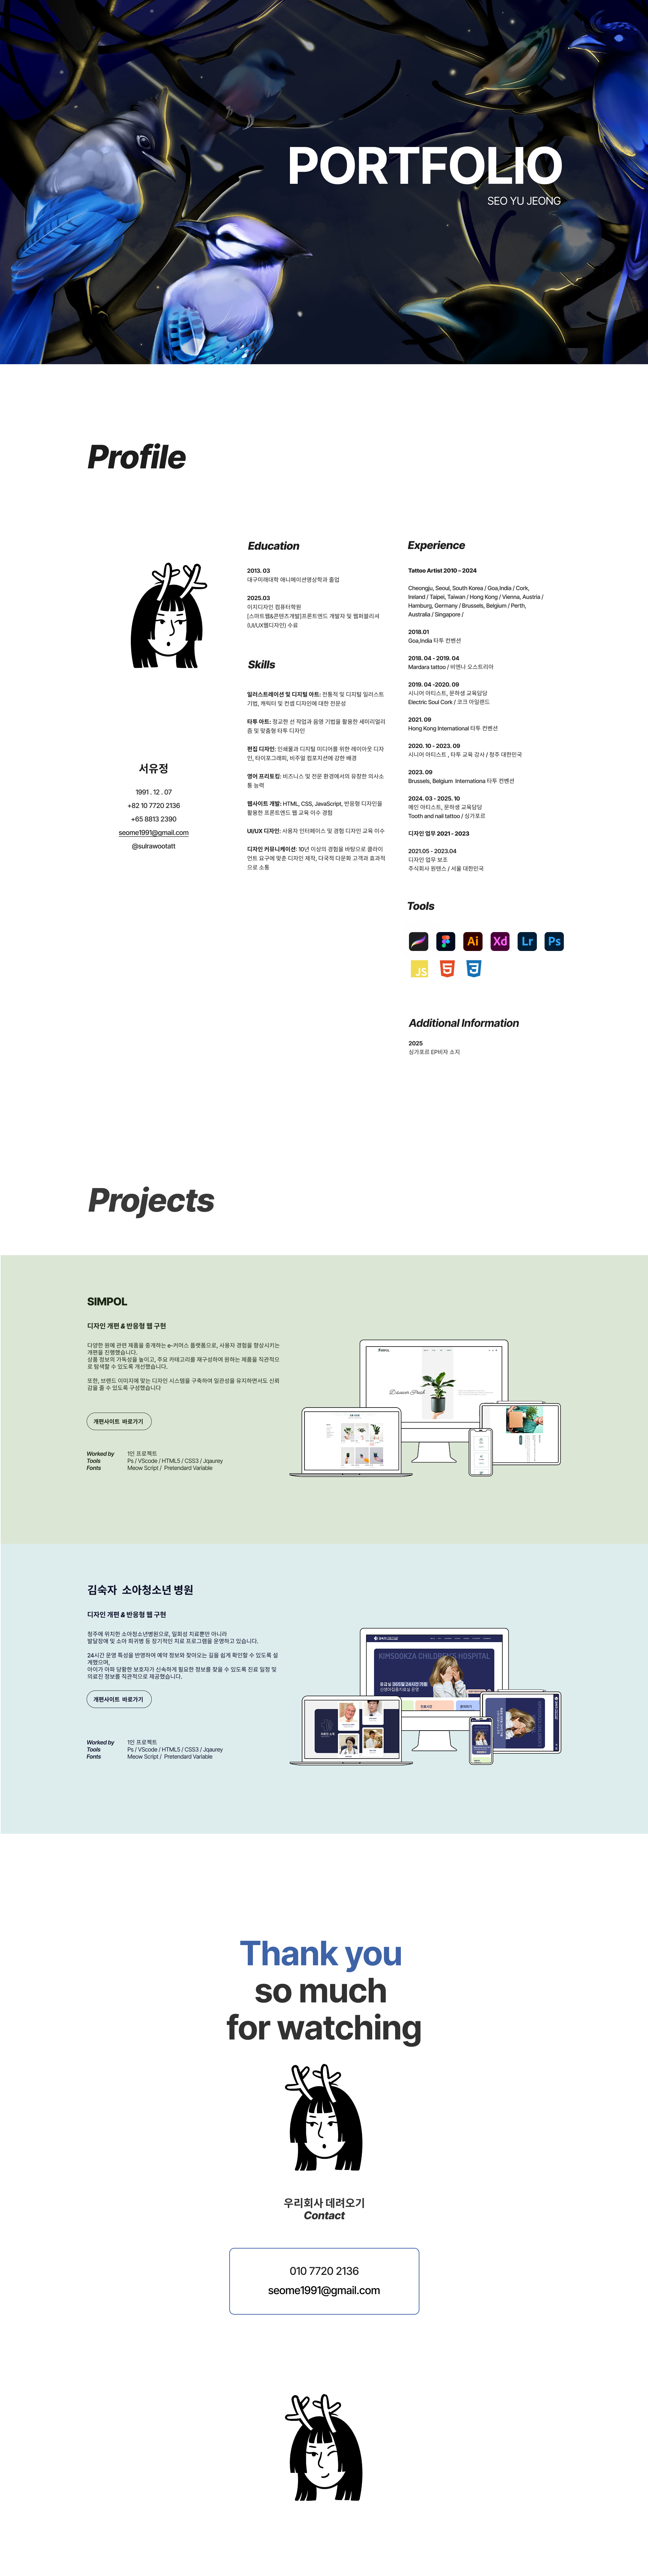 PORTFOLIO
SEO YU JEONG
Profile
서유정
1991 . 12 . 07
+82 10 7720 2136
+65 8813 2390
seome1991@gmail.com
@sulrawootatt
Education
2013. 03
대구미래대학 애니메이션영상학과 졸업
2025.03
이지디자인 컴퓨터학원
[스마트웹&콘텐츠개발]프론트엔드 개발자 및 웹퍼블리셔
(UI/UX웹디자인) 수료
Skills
일러스트레이션 및 디지털 아트: 전통적 및 디지털 일러스트
기법, 캐릭터 및 컨셉 디자인에 대한 전문성
타투 아트: 정교한 선 작업과 음영 기법을 활용한 세미리얼리
즘 및 맞춤형 타투 디자인
편집 디자인: 인쇄물과 디지털 미디어를 위한 레이아웃 디자
인, 타이포그래피, 비주얼 컴포지션에 강한 배경
영어 프리토킹: 비즈니스 및 전문 환경에서의 유창한 의사소
통 능력
웹사이트 개발: HTML, CSS, JavaScript, 반응형 디자인을
활용한 프론트엔드 웹 교육 이수 경험
UI/UX 디자인: 사용자 인터페이스 및 경험 디자인 교육 이수
디자인 커뮤니케이션: 10년 이상의 경험을 바탕으로 클라이
언트 요구에 맞춘 디자인 제작, 다국적 다문화 고객과 효과적
으로 소통
Experience
Tattoo Artist 2010 – 2024
Cheongju, Seoul, South Korea / Goa,India / Cork,
Ireland / Taipei, Taiwan / Hong Kong / Vienna, Austria /
Hamburg, Germany / Brussels, Belgium / Perth,
Australia / Singapore /
2018.01
Goa,India 타투 컨벤션
2018. 04 - 2019. 04
Mardara tattoo / 비엔나 오스트리아
2019. 04 -2020. 09
시니어 아티스트, 문하생 교육담당
Electric Soul Cork / 코크 아일랜드
2021. 09
Hong Kong International 타투 컨벤션
2020. 10 - 2023. 09
시니어 아티스트 , 타투 교육 강사 / 청주 대한민국
2023. 09
Brussels, Belgium Internationa 타투 컨벤션
2024. 03 - 2025. 10
메인 아티스트, 문하생 교육담당
Tooth and nail tattoo / 싱가포르
디자인 업무 2021 - 2023
2021.05 - 2023.04
디자인 업무 보조
주식회사 원텐스 / 서울 대한민국
Tools
Ai Xd Lr Ps
JS 5 3
Additional Information
2025
싱가포르 EP비자 소지
Projects
SIMPOL
디자인 개편 & 반응형 웹 구현
다양한 원예 관련 제품을 중개하는 e-커머스 플랫폼으로, 사용자 경험을 향상시키는
개편을 진행했습니다.
상품 정보의 가독성을 높이고, 주요 카테고리를 재구성하여 원하는 제품을 직관적으
로 탐색할 수 있도록 개선했습니다.
또한, 브랜드 이미지에 맞는 디자인 시스템을 구축하여 일관성을 유지하면서도 신뢰
감을 줄 수 있도록 구성했습니다
개편사이트 바로가기
Worked by 1인 프로젝트
Tools Ps / VScode / HTML5 / CSS3 / Jqaurey
Fonts Meow Script / Pretendard Variable
김숙자 소아청소년 병원
디자인 개편 & 반응형 웹 구현
청주에 위치한 소아청소년병원으로, 일회성 치료뿐만 아니라
발달장애 및 소아 희귀병 등 장기적인 치료 프로그램을 운영하고 있습니다.
24시간 운영 특성을 반영하여 예약 정보와 찾아오는 길을 쉽게 확인할 수 있도록 설
계했으며,
아이가 아파 당황한 보호자가 신속하게 필요한 정보를 찾을 수 있도록 진료 일정 및
의료진 정보를 직관적으로 제공했습니다.
개편사이트 바로가기
Worked by 1인 프로젝트
Tools Ps / VScode / HTML5 / CSS3 / Jqaurey
Fonts Meow Script / Pretendard Variable
KIMSOOKZA CHILDREN'S HOSPITAL
응급실 365일 24시간 가동
Thank you
so much
for watching
우리회사 데려오기
Contact
010 7720 2136
seome1991@gmail.com